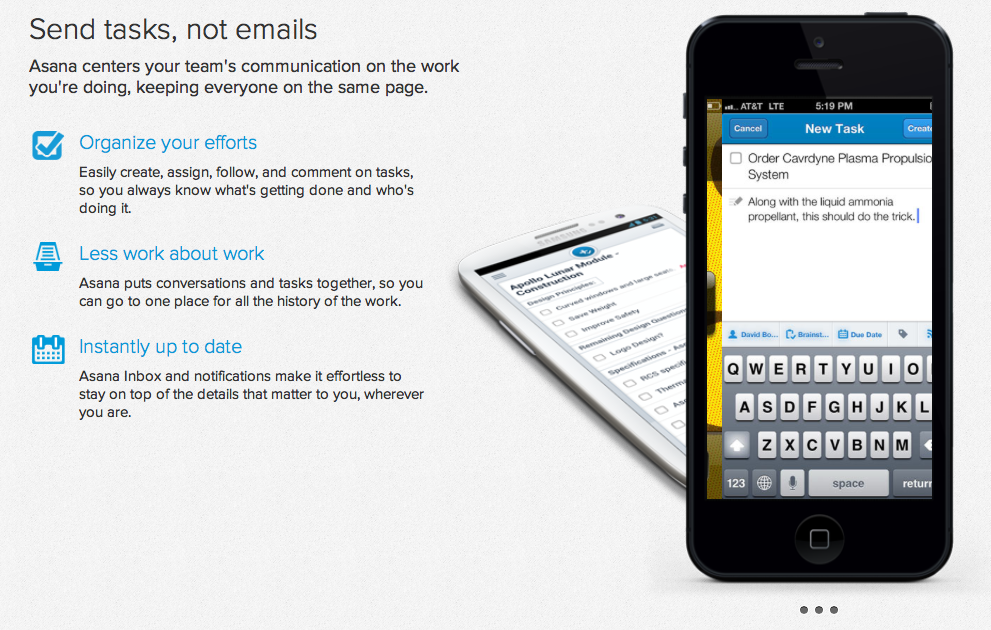 Send tasks, not emails
Asana centers your team's communication on the work
you're doing, keeping everyone on the same page.
Organize your efforts
Easily create, assign, follow, and comment on tasks,
so you always know what's getting done and who's
doing it.
Less work about work
Asana puts conversations and tasks together, so you
can go to one place for all the history of the work.
Instantly up to date
Asana Inbox and notifications make it effortless to
stay on top of the details that matter to you, wherever
you are.
SAMSUNG
Apollo Lunar Module -
Construction
Design Principles:
Curved windows and large sea
Save Weight
Improve Safety
Remaining Design Question
Logo Design?
Specifications - As
RCS specifi
Therm
As
AT&T LTE 5:19 PM
Cancel New Task Create
Order Cavrdyne Plasma Propulsio
System
Along with the liquid ammonia
propellant, this should do the trick.
David Bo... Brainst... Due Date
Q W E R T Y U I O
A S D F G H J K L
Z X C V B N M
123 space return